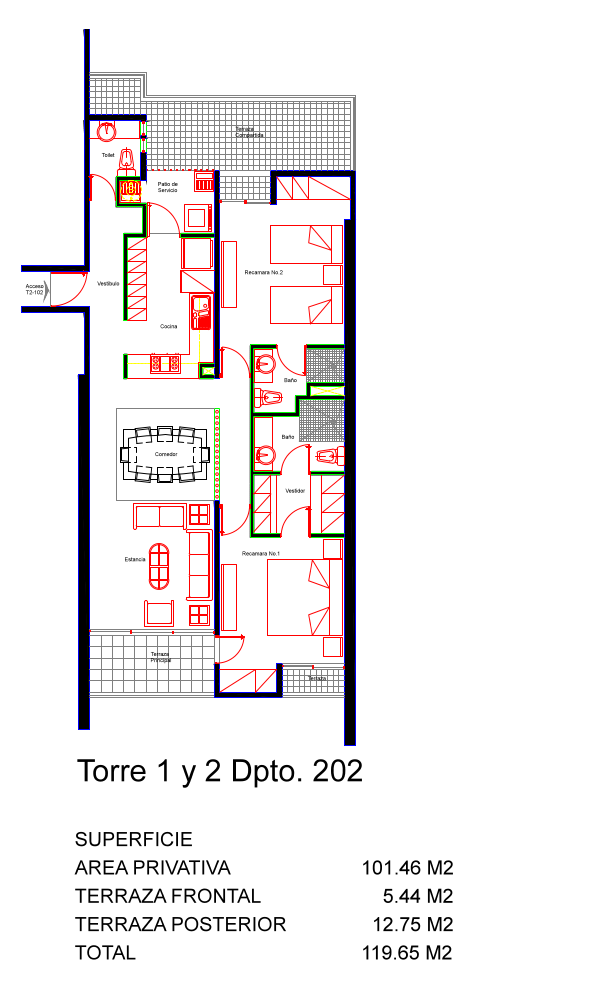 Terraza
Compartida
Toilet
Patio de
Servicio
Recamara No.2
Acceso
T2-102
Vestibulo
Cocina
Baño
Baño
Comedor
Vestidor
Recamara No.1
Estancia
Terraza
Principal
Terraza
Torre 1 y 2 Dpto. 202
SUPERFICIE
AREA PRIVATIVA 101.46 M2
TERRAZA FRONTAL 5.44 M2
TERRAZA POSTERIOR 12.75 M2
TOTAL 119.65 M2